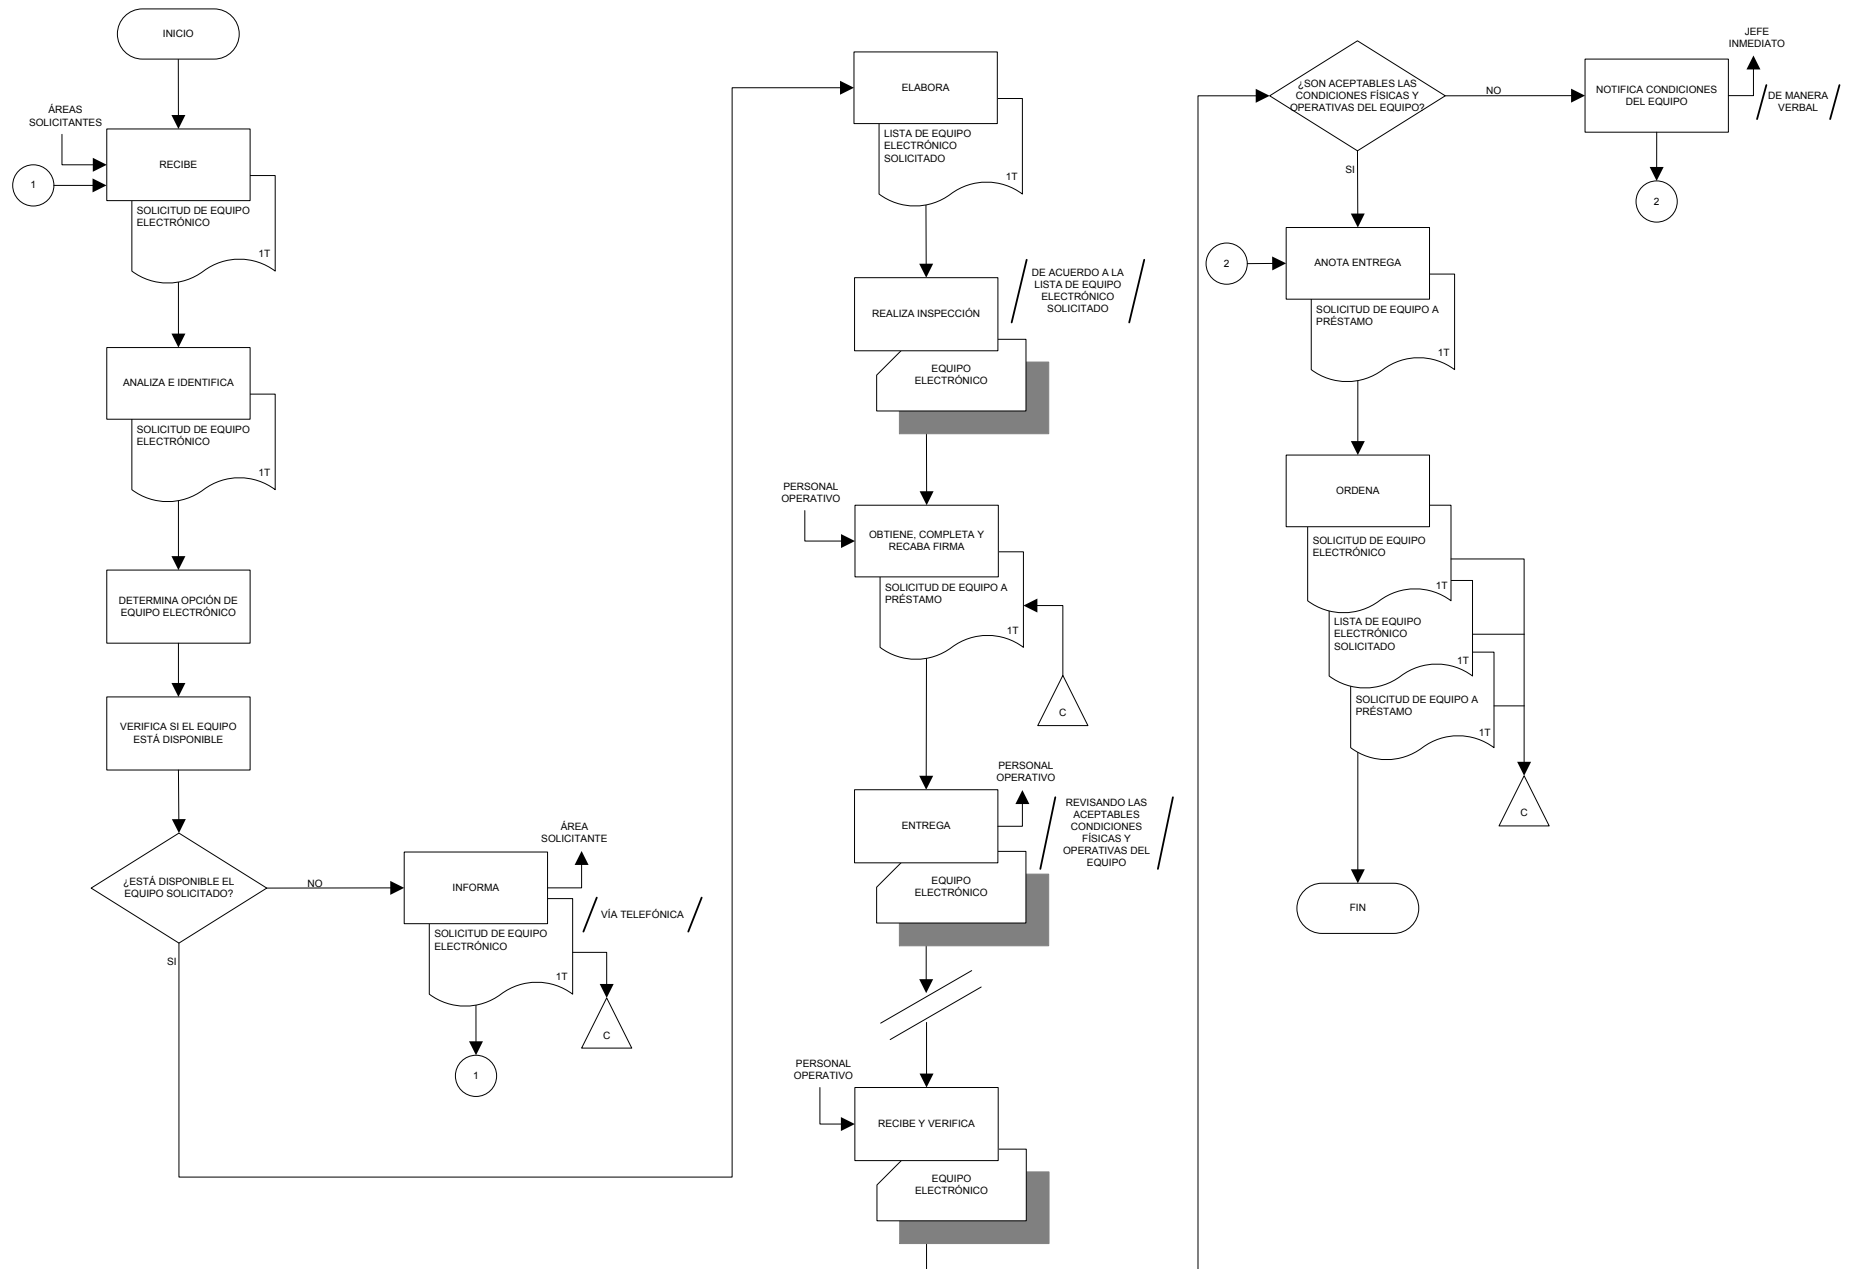 INICIO
ÁREAS
SOLICITANTES
RECIBE
1
SOLICITUD DE EQUIPO
ELECTRÓNICO
1T
ANALIZA E IDENTIFICA
SOLICITUD DE EQUIPO
ELECTRÓNICO
1T
DETERMINA OPCIÓN DE
EQUIPO ELECTRÓNICO
VERIFICA SI EL EQUIPO
ESTÁ DISPONIBLE
¿ESTÁ DISPONIBLE EL
EQUIPO SOLICITADO?
NO
SI
INFORMA
ÁREA
SOLICITANTE
VÍA TELEFÓNICA
SOLICITUD DE EQUIPO
ELECTRÓNICO
1T
C
1
ELABORA
LISTA DE EQUIPO
ELECTRÓNICO
SOLICITADO
1T
REALIZA INSPECCIÓN
DE ACUERDO A LA
LISTA DE EQUIPO
ELECTRÓNICO
SOLICITADO
EQUIPO
ELECTRÓNICO
PERSONAL
OPERATIVO
OBTIENE, COMPLETA Y
RECABA FIRMA
SOLICITUD DE EQUIPO A
PRÉSTAMO
1T
C
ENTREGA
PERSONAL
OPERATIVO
REVISANDO LAS
ACEPTABLES
CONDICIONES
FÍSICAS Y
OPERATIVAS DEL
EQUIPO
EQUIPO
ELECTRÓNICO
PERSONAL
OPERATIVO
RECIBE Y VERIFICA
EQUIPO
ELECTRÓNICO
¿SON ACEPTABLES LAS
CONDICIONES FÍSICAS Y
OPERATIVAS DEL EQUIPO?
NO
SI
NOTIFICA CONDICIONES
DEL EQUIPO
JEFE
INMEDIATO
DE MANERA
VERBAL
2
2
ANOTA ENTREGA
SOLICITUD DE EQUIPO A
PRÉSTAMO
1T
ORDENA
SOLICITUD DE EQUIPO
ELECTRÓNICO
1T
LISTA DE EQUIPO
ELECTRÓNICO
SOLICITADO
1T
SOLICITUD DE EQUIPO A
PRÉSTAMO
1T
C
FIN